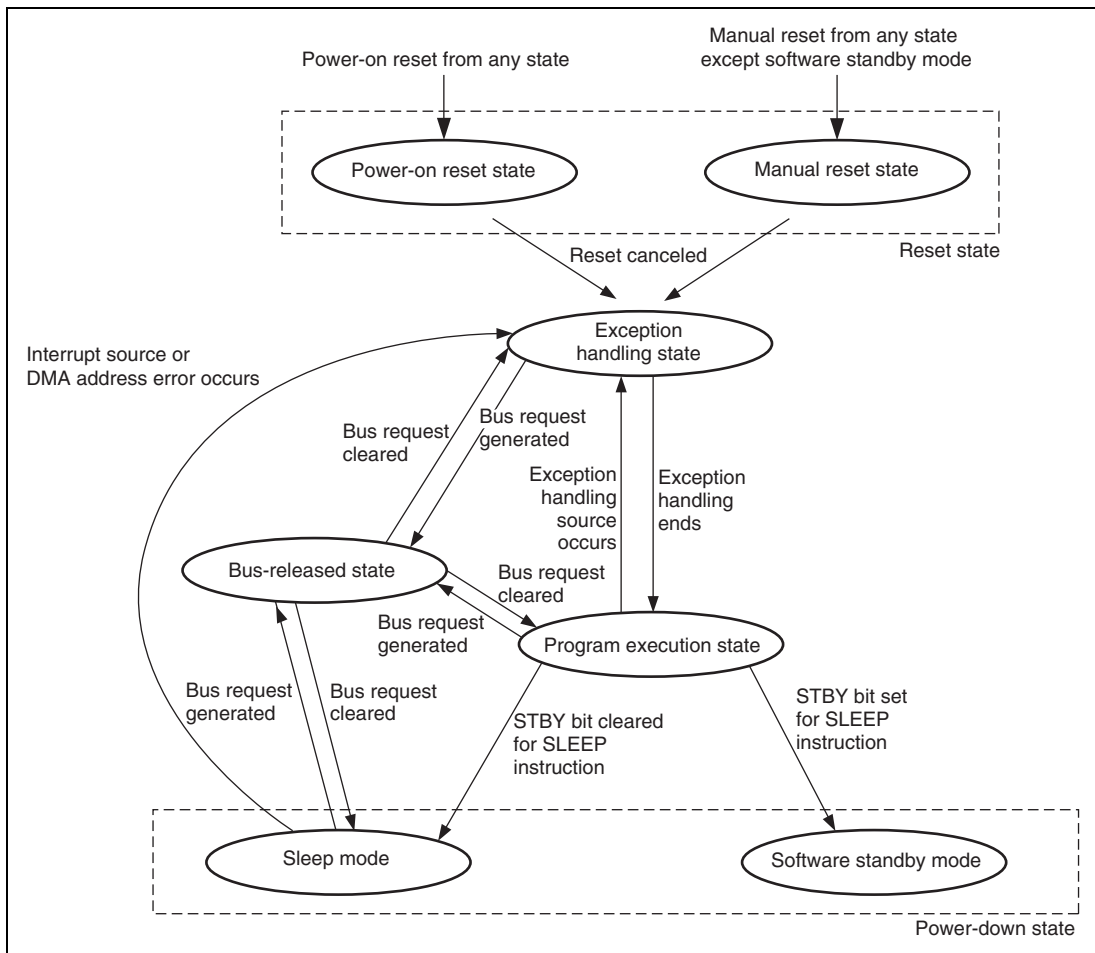 Power-on reset from any state
Manual reset from any state
except software standby mode
Power-on reset state
Manual reset state
Reset state
Reset canceled
Exception
handling state
Interrupt source or
DMA address error occurs
Bus request
cleared
Bus request
generated
Exception
handling
source
occurs
Exception
handling
ends
Bus-released state
Bus request
cleared
Bus request
generated
Program execution state
Bus request
generated
Bus request
cleared
STBY bit cleared
for SLEEP
instruction
STBY bit set
for SLEEP
instruction
Sleep mode
Software standby mode
Power-down state